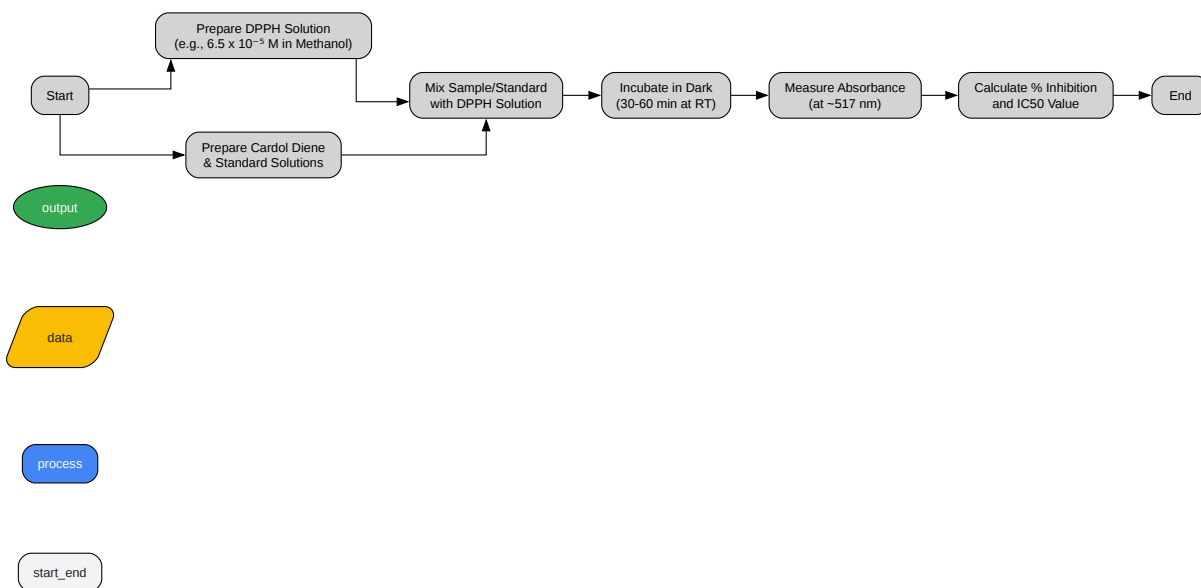 Start
Prepare DPPH Solution
(e.g., 6.5 x 10⁻⁵ M in Methanol)
Prepare Cardol Diene
& Standard Solutions
Mix Sample/Standard
with DPPH Solution
Incubate in Dark
(30-60 min at RT)
Measure Absorbance
(at ~517 nm)
Calculate % Inhibition
and IC50 Value
End
output
data
process
start_end